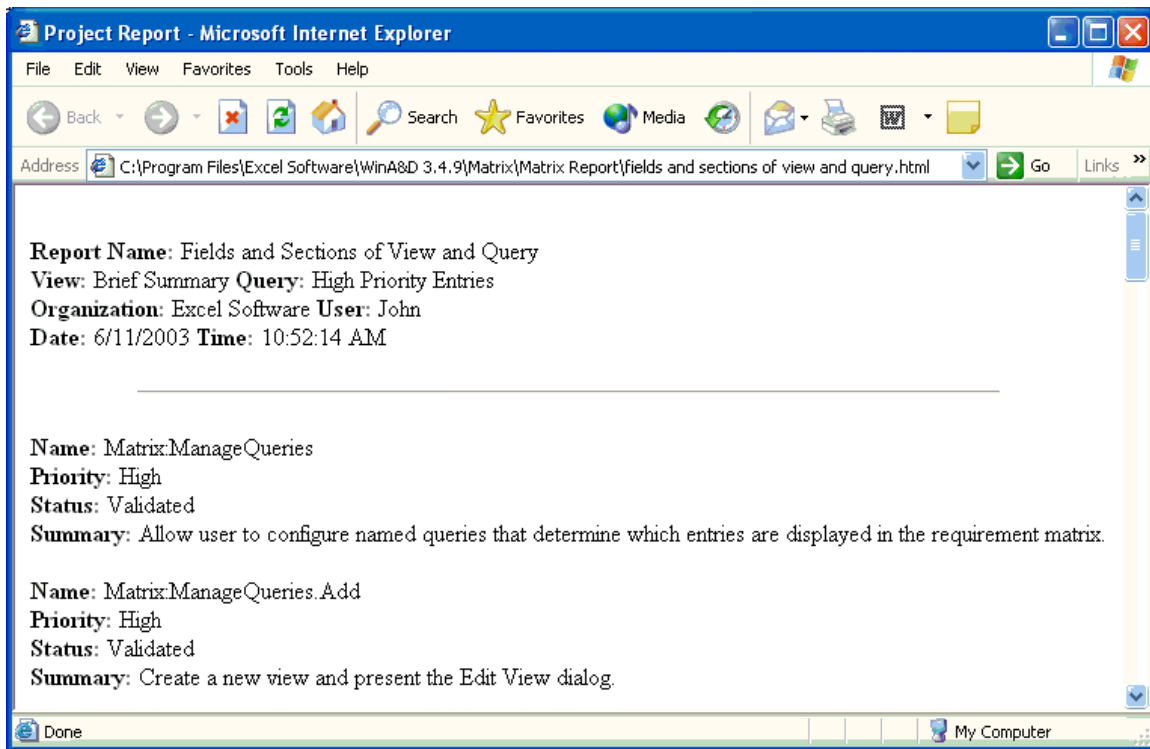 Project Report - Microsoft Internet Explorer
File Edit View Favorites Tools Help
Back Search Favorites Media
Address C:\Program Files\Excel Software\WinA&D 3.4.9\Matrix\Matrix Report\fields and sections of view and query.html Go Links »
Report Name: Fields and Sections of View and Query
View: Brief Summary Query: High Priority Entries
Organization: Excel Software User: John
Date: 6/11/2003 Time: 10:52:14 AM
Name: Matrix:ManageQueries
Priority: High
Status: Validated
Summary: Allow user to configure named queries that determine which entries are displayed in the requirement matrix.
Name: Matrix:ManageQueries.Add
Priority: High
Status: Validated
Summary: Create a new view and present the Edit View dialog.
Done My Computer